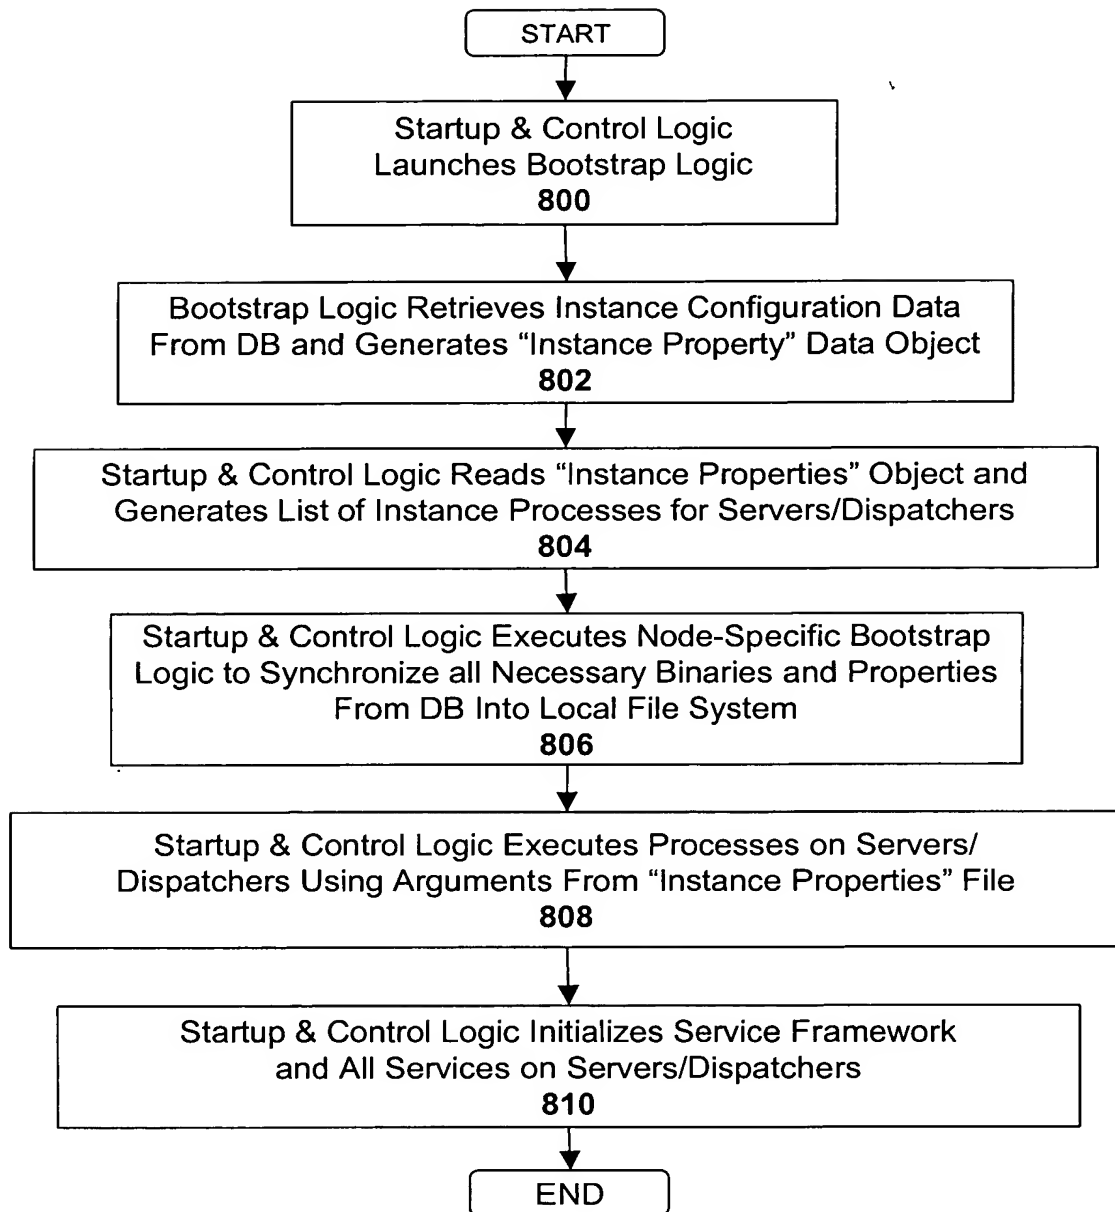 START
Startup & Control Logic
Launches Bootstrap Logic
800
Bootstrap Logic Retrieves Instance Configuration Data
From DB and Generates “Instance Property” Data Object
802
Startup & Control Logic Reads “Instance Properties” Object and
Generates List of Instance Processes for Servers/Dispatchers
804
Startup & Control Logic Executes Node-Specific Bootstrap
Logic to Synchronize all Necessary Binaries and Properties
From DB Into Local File System
806
Startup & Control Logic Executes Processes on Servers/
Dispatchers Using Arguments From “Instance Properties” File
808
Startup & Control Logic Initializes Service Framework
and All Services on Servers/Dispatchers
810
END